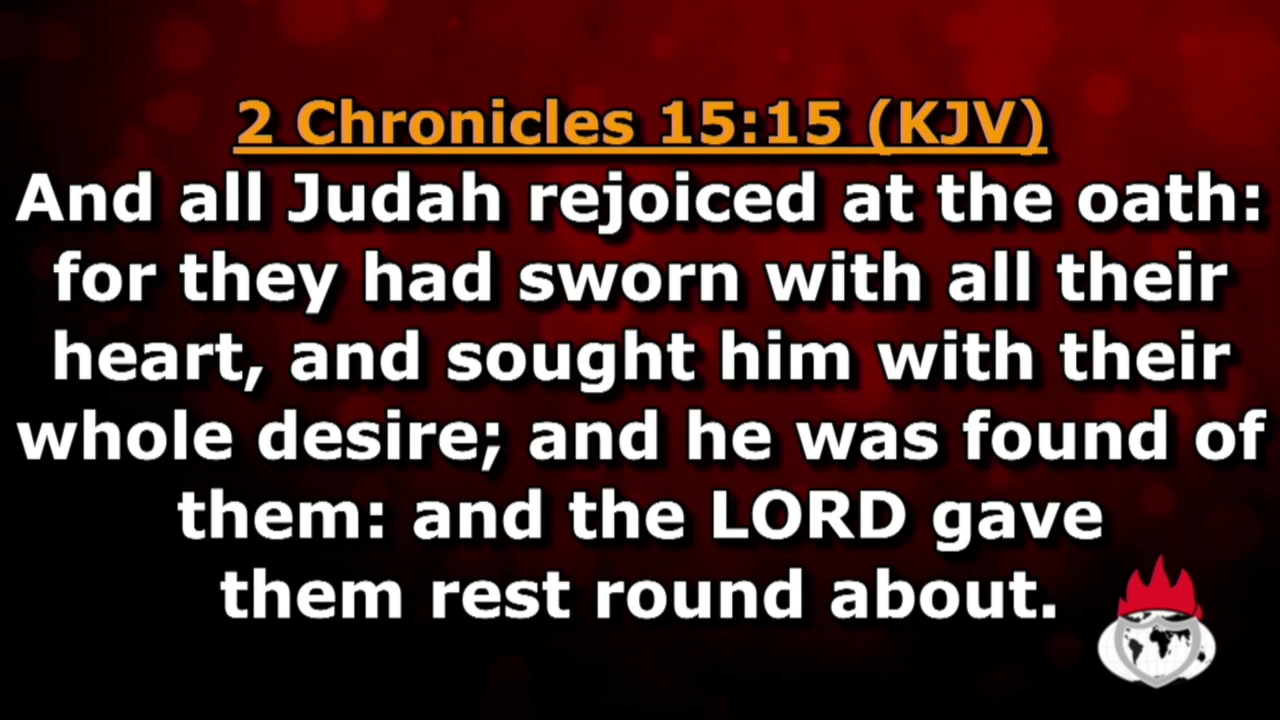 2 Chronicles 15:15 (KJV)
And all Judah rejoiced at the oath:
for they had sworn with all their
heart, and sought him with their
whole desire; and he was found of
them: and the LORD gave
them rest round about.